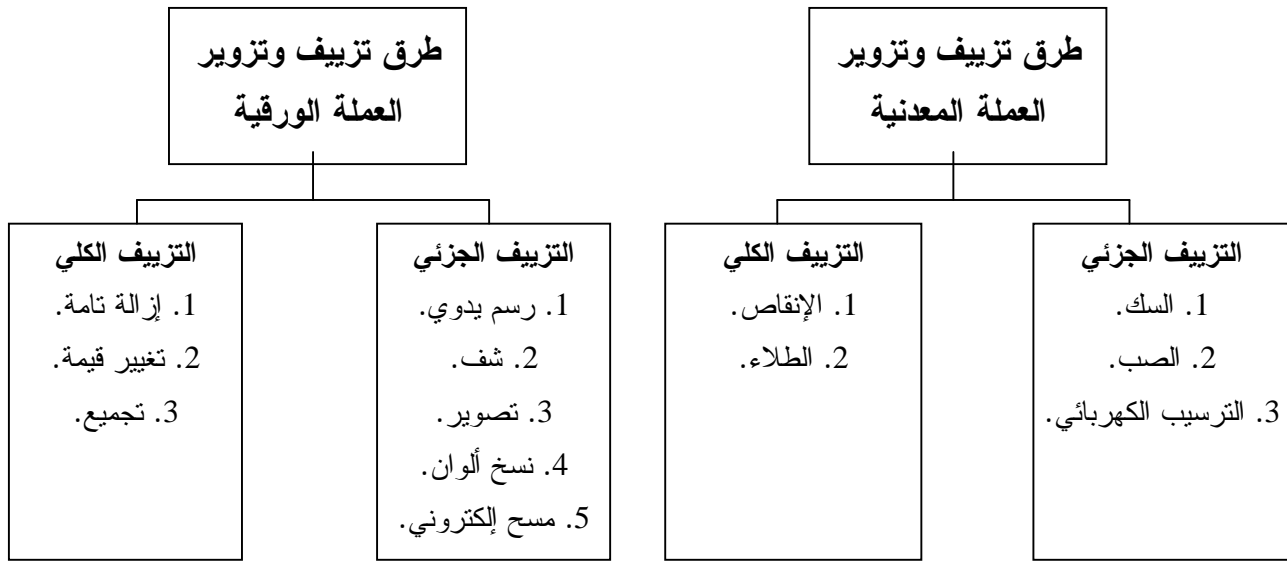 طرق تزييف وتزوير
العملة المعدنية
التزييف الجزئي
1. السك.
2. الصب.
3. الترسيب الكهربائي.
التزييف الكلي
1. الإنقاص.
2. الطلاء.
طرق تزييف وتزوير
العملة الورقية
التزييف الجزئي
1. رسم يدوي.
2. شف.
3. تصوير.
4. نسخ ألوان.
5. مسح إلكتروني.
التزييف الكلي
1. إزالة تامة.
2. تغيير قيمة.
3. تجميع.